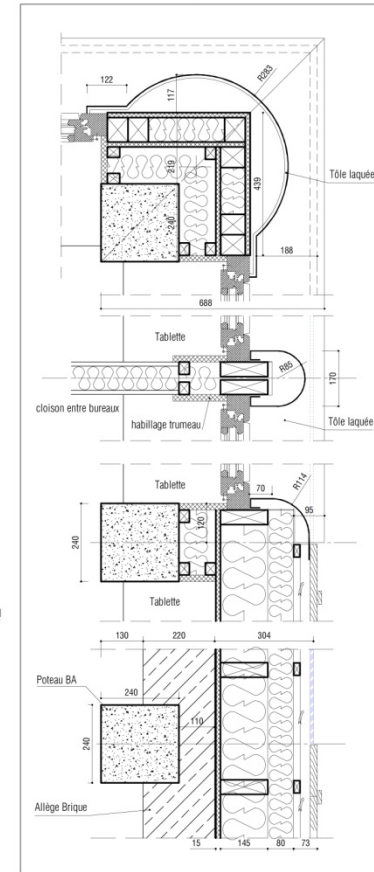 122
117
R283
219
240
439
Tôle laquée
188
688
Tablette
R85
170
cloison entre bureaux
habillage trumeau
Tôle laquée
70
R114
95
240
120
Tablette
130
220
304
Poteau BA
240
240
110
Allège Brique
15
145
80
73